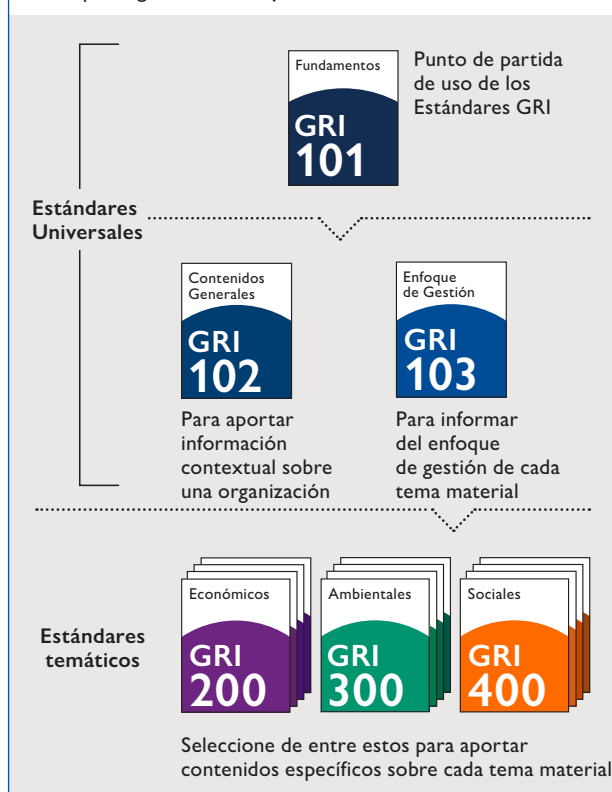 Fundamentos
GRI
101
Punto de partida
de uso de los
Estándares GRI
Estándares
Universales
Contenidos
Generales
GRI
102
Enfoque
de Gestión
GRI
103
Para aportar
información
contextual sobre
una organización
Para informar
del enfoque
de gestión de cada
tema material
Estándares
temáticos
Económicos
GRI
200
Ambientales
GRI
300
Sociales
GRI
400
Seleccione de entre estos para aportar
contenidos específicos sobre cada tema material